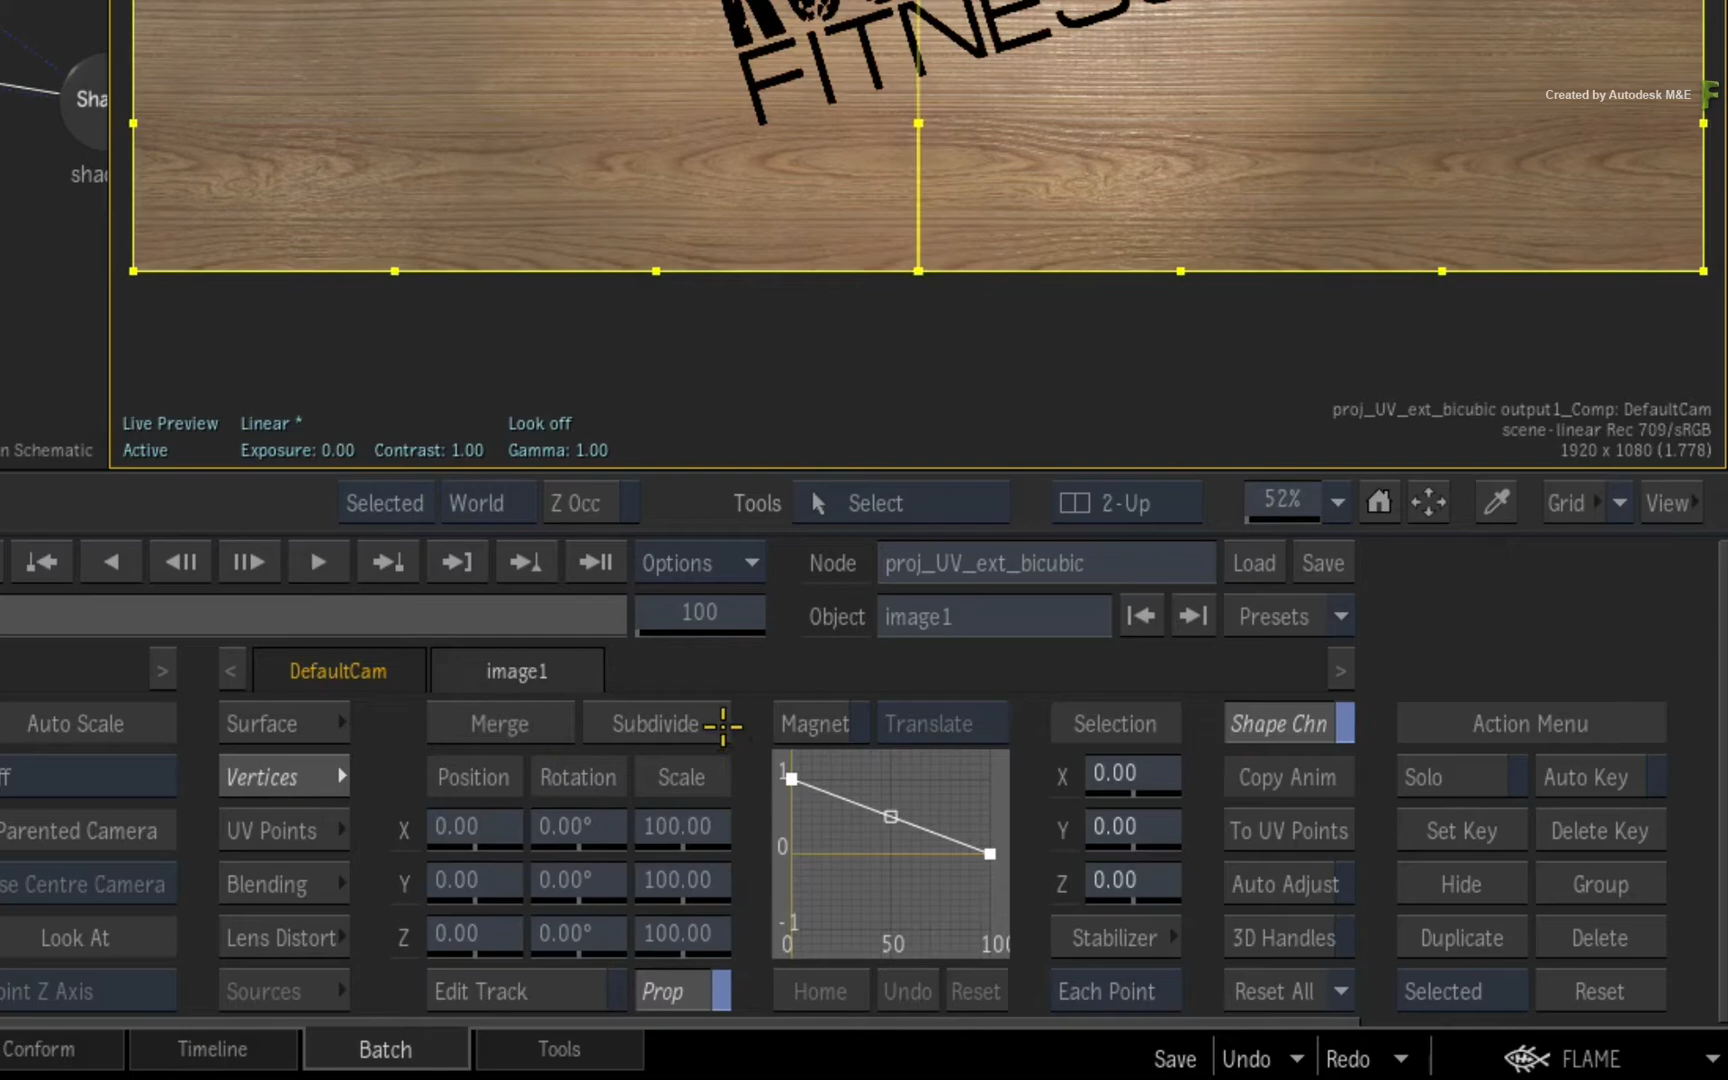 FITNESS
Created by Autodesk M&E
Sha
shad
Live Preview Linear * Look off
Active Exposure: 0.00 Contrast: 1.00 Gamma: 1.00
proj_UV_ext_bicubic output1_Comp: DefaultCam
scene-linear Rec 709/sRGB
1920 x 1080 (1.778)
n Schematic
Selected World Z Occ Tools Select 2-Up 52% Grid View
Options Node proj_UV_ext_bicubic Load Save
100 Object image1 Presets
> < DefaultCam image1 >
Auto Scale Surface Merge Subdivide Magnet Translate Selection Shape Chn Action Menu
ff Vertices Position Rotation Scale 1 X 0.00 Copy Anim Solo Auto Key
Parented Camera UV Points X 0.00 0.00° 100.00 0 Y 0.00 To UV Points Set Key Delete Key
se Centre Camera Blending Y 0.00 0.00° 100.00 Z 0.00 Auto Adjust Hide Group
Look At Lens Distort Z 0.00 0.00° 100.00 -1 0 50 100 Stabilizer 3D Handles Duplicate Delete
oint Z Axis Sources Edit Track Prop Home Undo Reset Each Point Reset All Selected Reset
Conform Timeline Batch Tools Save Undo Redo FLAME